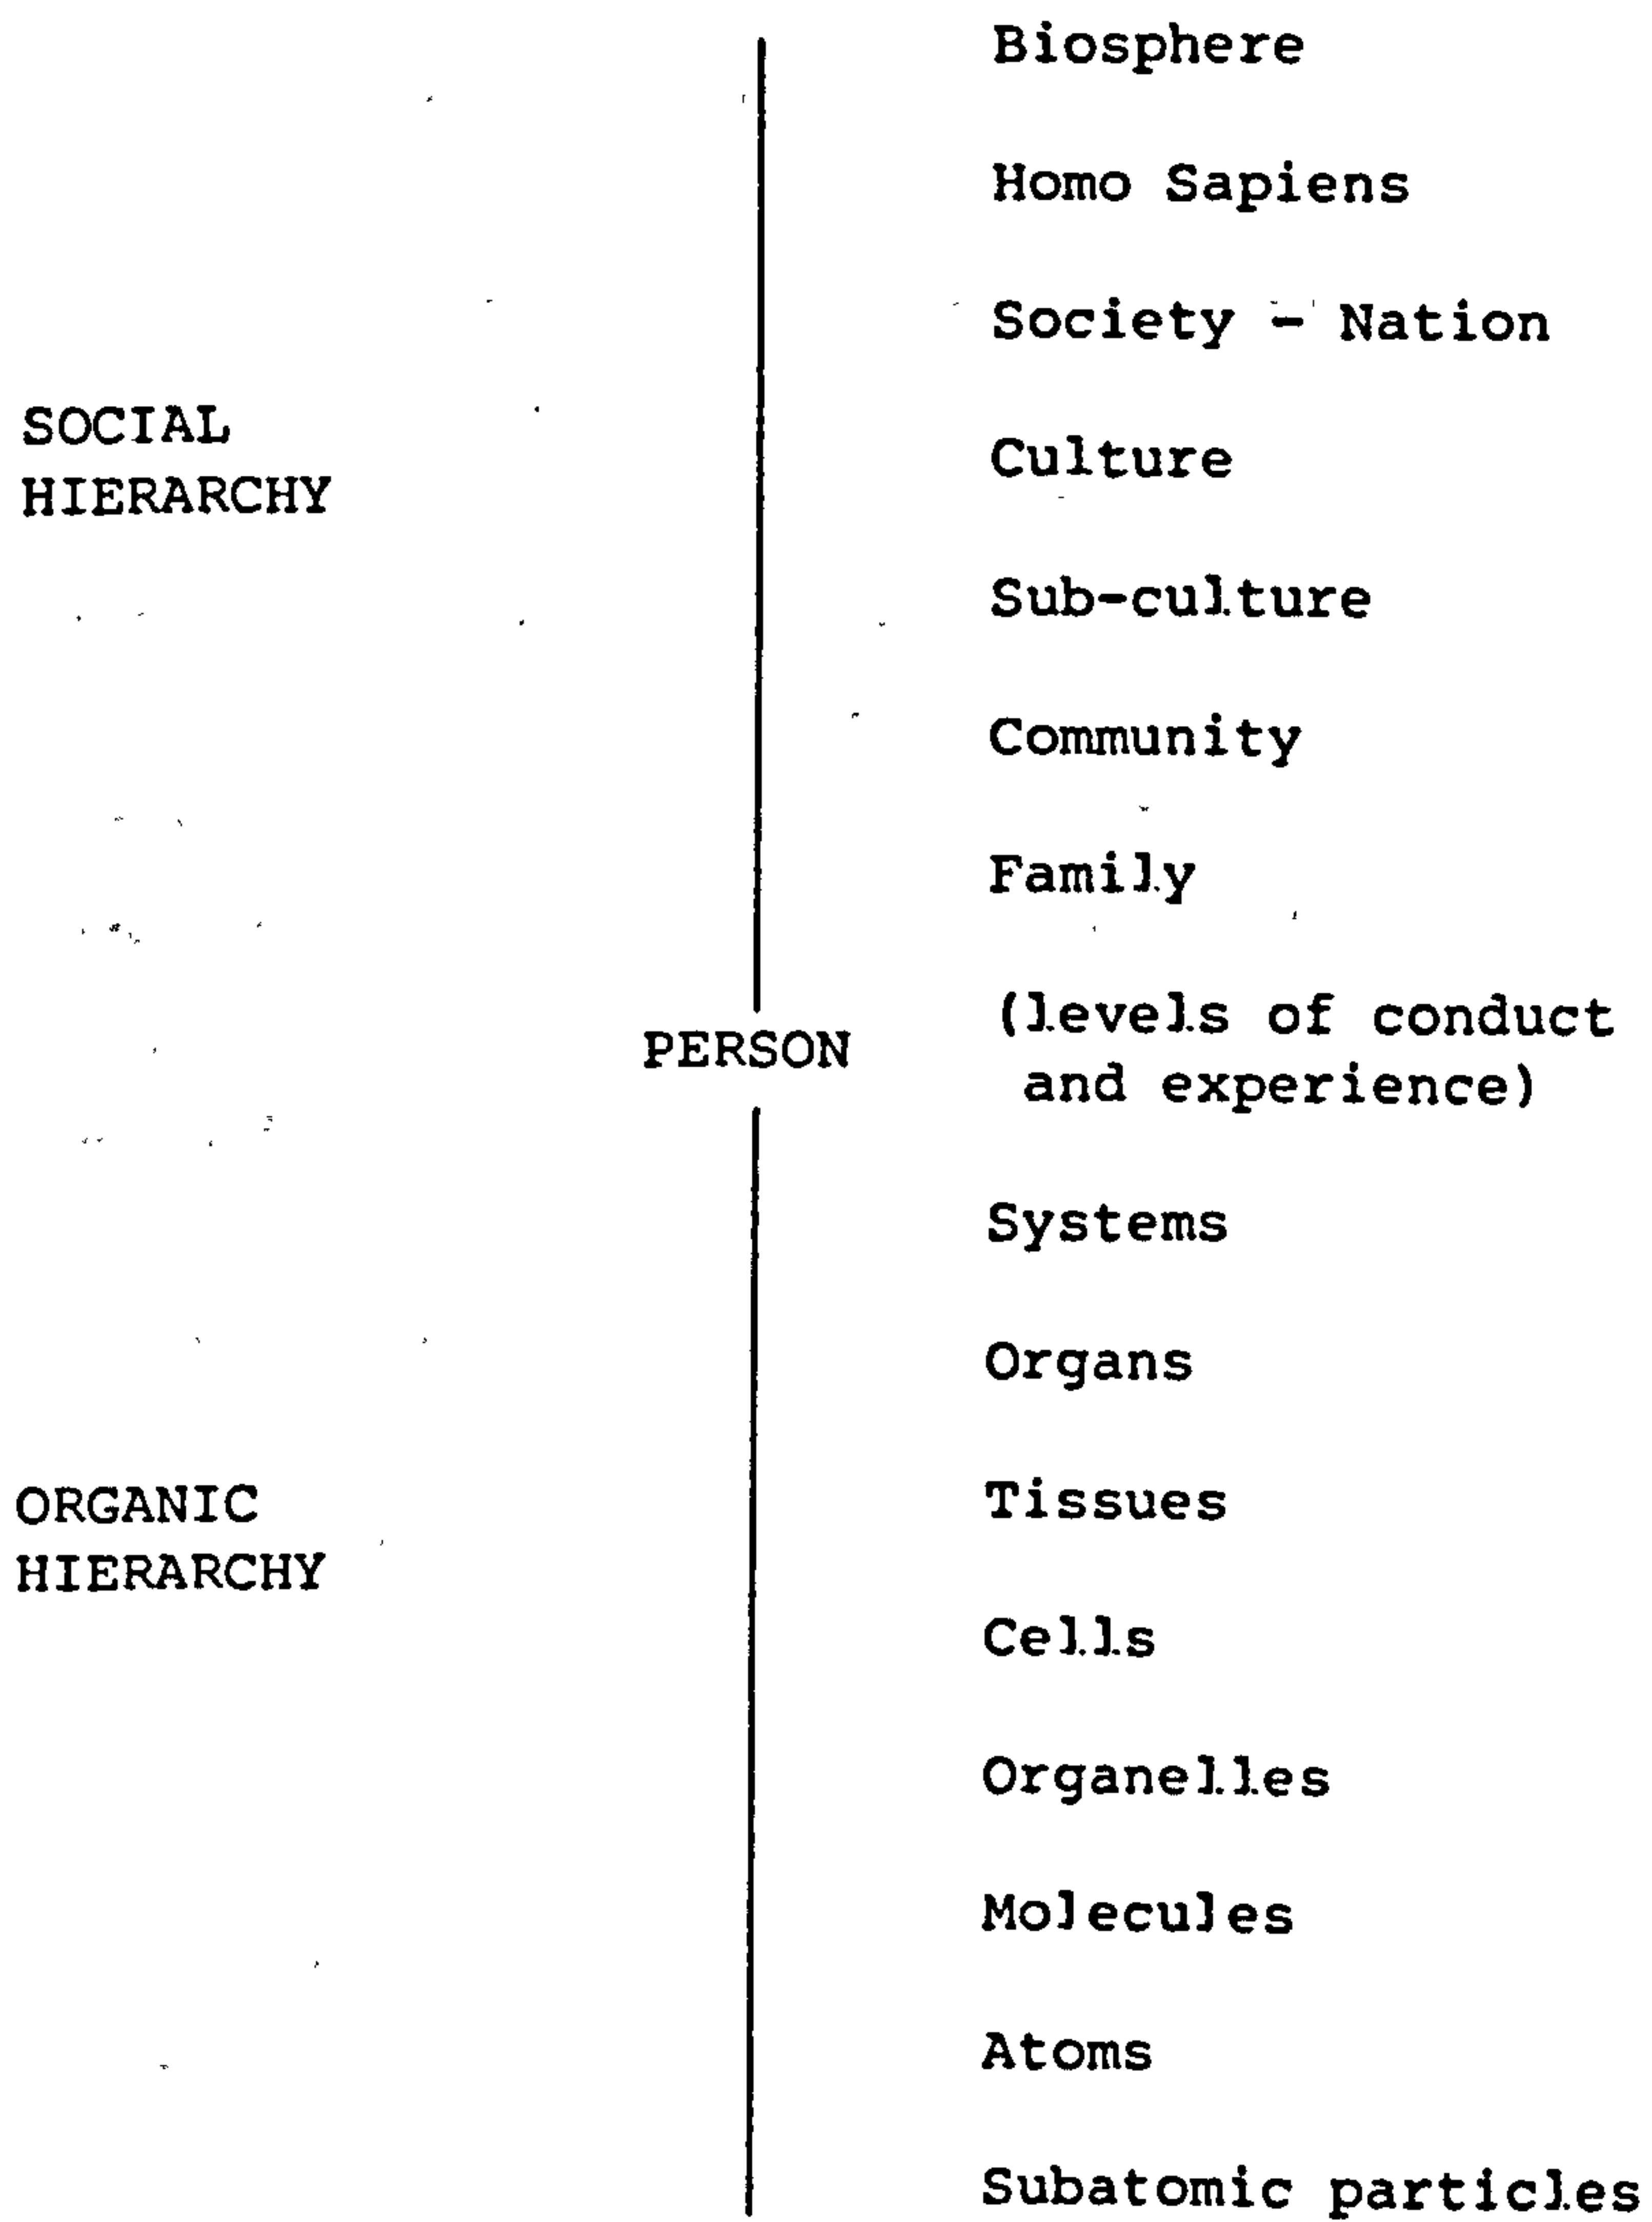 Biosphere
Homo Sapiens
Society - Nation
SOCIAL
HIERARCHY
Culture
Sub-culture
Community
Family
(levels of conduct
and experience)
PERSON
Systems
Organs
Tissues
ORGANIC
HIERARCHY
Cells
Organelles
Molecules
Atoms
Subatomic particles